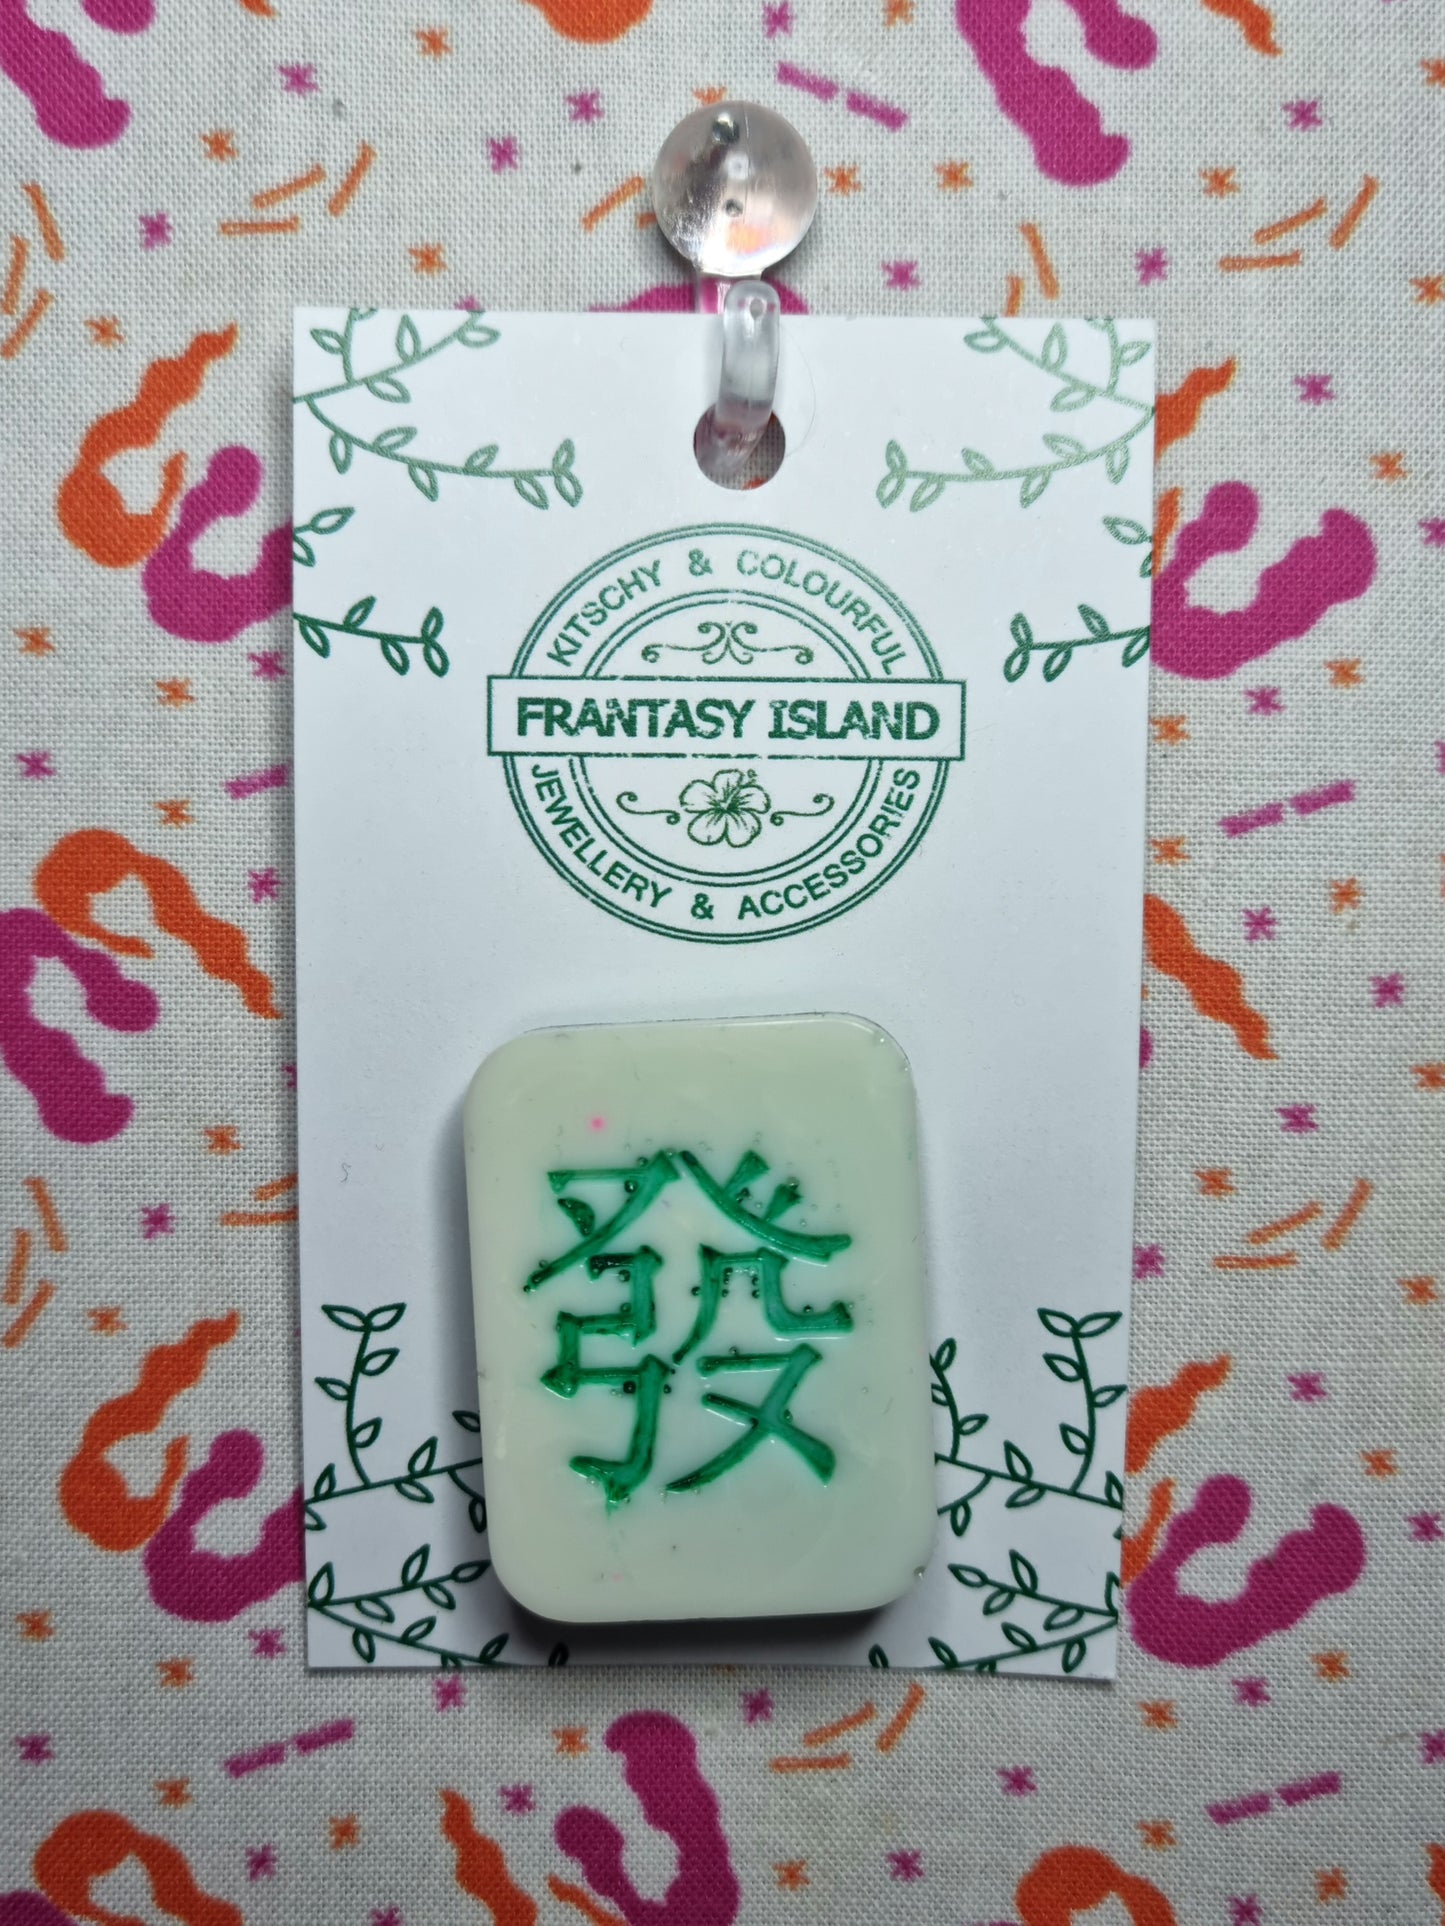 KITSCHY & COLOURFUL
FRANTASY ISLAND
JEWELLERY & ACCESSORIES
發